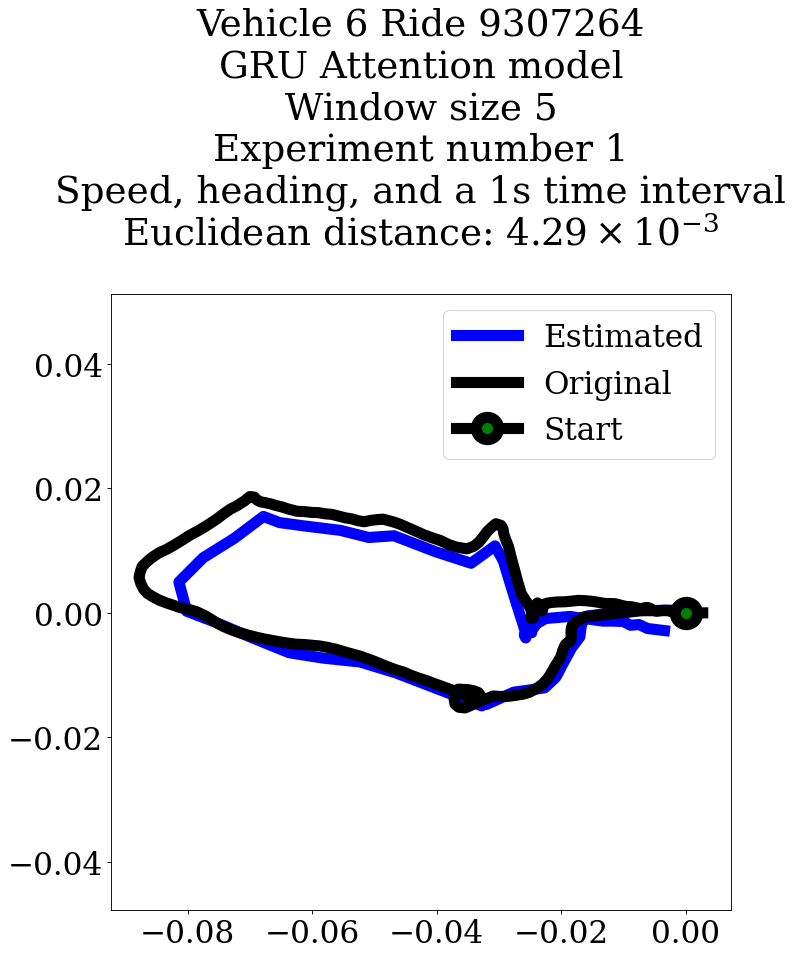 Vehicle 6 Ride 9307264
GRU Attention model
Window size 5
Experiment number 1
Speed, heading, and a 1s time interval
Euclidean distance: 4.29 × 10⁻³
Estimated
Original
Start
0.04
0.02
0.00
−0.02
−0.04
−0.08 −0.06 −0.04 −0.02 0.00